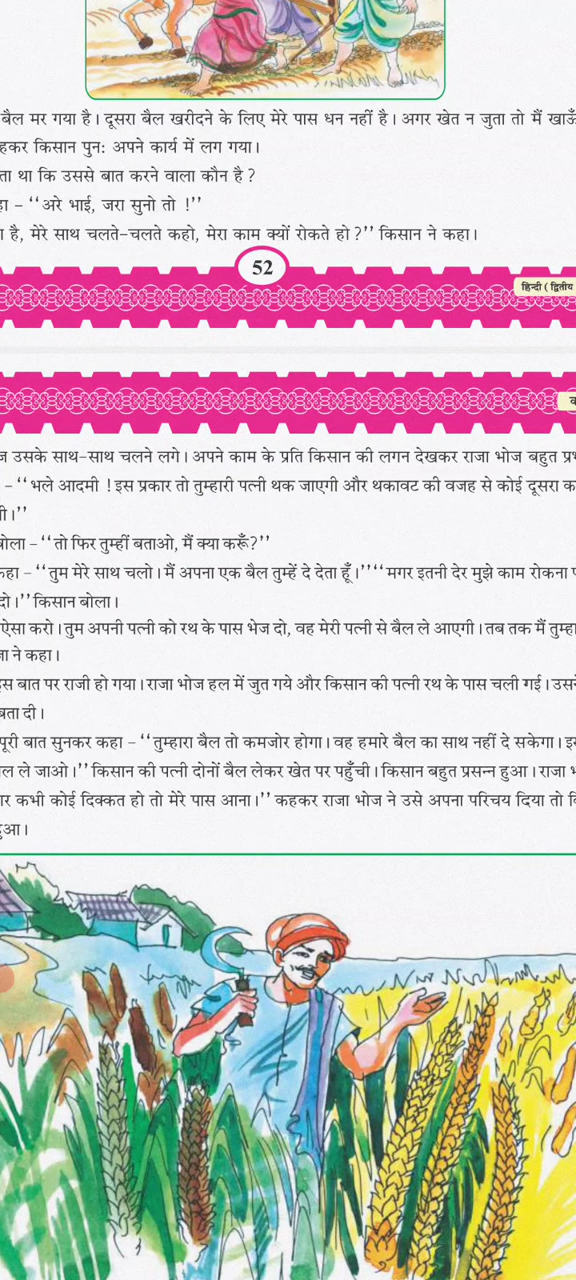 बैल मर गया है। दूसरा बैल खरीदने के लिए मेरे पास धन नहीं है। अगर खेत न जुता तो मैं
किसान पुनः अपने कार्य में लग गया।
था कि उससे बात करने वाला कौन है ?
– ‘‘अरे भाई, जरा सुनो तो !’’
है, मेरे साथ चलते–चलते कहो, मेरा काम क्यों रोकते हो ?’’ किसान ने कहा।
52
हिन्दी ( द्वितीय
उसके साथ–साथ चलने लगे। अपने काम के प्रति किसान की लगन देखकर राजा भोज बहुत
– ‘‘भले आदमी ! इस प्रकार तो तुम्हारी पत्नी थक जाएगी और थकावट की वजह से कोई दूसरा
।’’
बोला – ‘‘तो फिर तुम्हीं बताओ, मैं क्या करूँ?’’
कहा – ‘‘तुम मेरे साथ चलो। मैं अपना एक बैल तुम्हें दे देता हूँ।’’ ‘‘मगर इतनी देर मुझे काम रोकना
दो।’’ किसान बोला।
ऐसा करो। तुम अपनी पत्नी को रथ के पास भेज दो, वह मेरी पत्नी से बैल ले आएगी। तब तक मैं
ने कहा।
इस बात पर राजी हो गया। राजा भोज हल में जुत गये और किसान की पत्नी रथ के पास चली गई।
बता दी।
पूरी बात सुनकर कहा – ‘‘तुम्हारा बैल तो कमजोर होगा। वह हमारे बैल का साथ नहीं दे सकेगा।
ले जाओ।’’ किसान की पत्नी दोनों बैल लेकर खेत पर पहुँची। किसान बहुत प्रसन्न हुआ। राजा
कभी कोई दिक्कत हो तो मेरे पास आना।’’ कहकर राजा भोज ने उसे अपना परिचय दिया तो
हुआ।